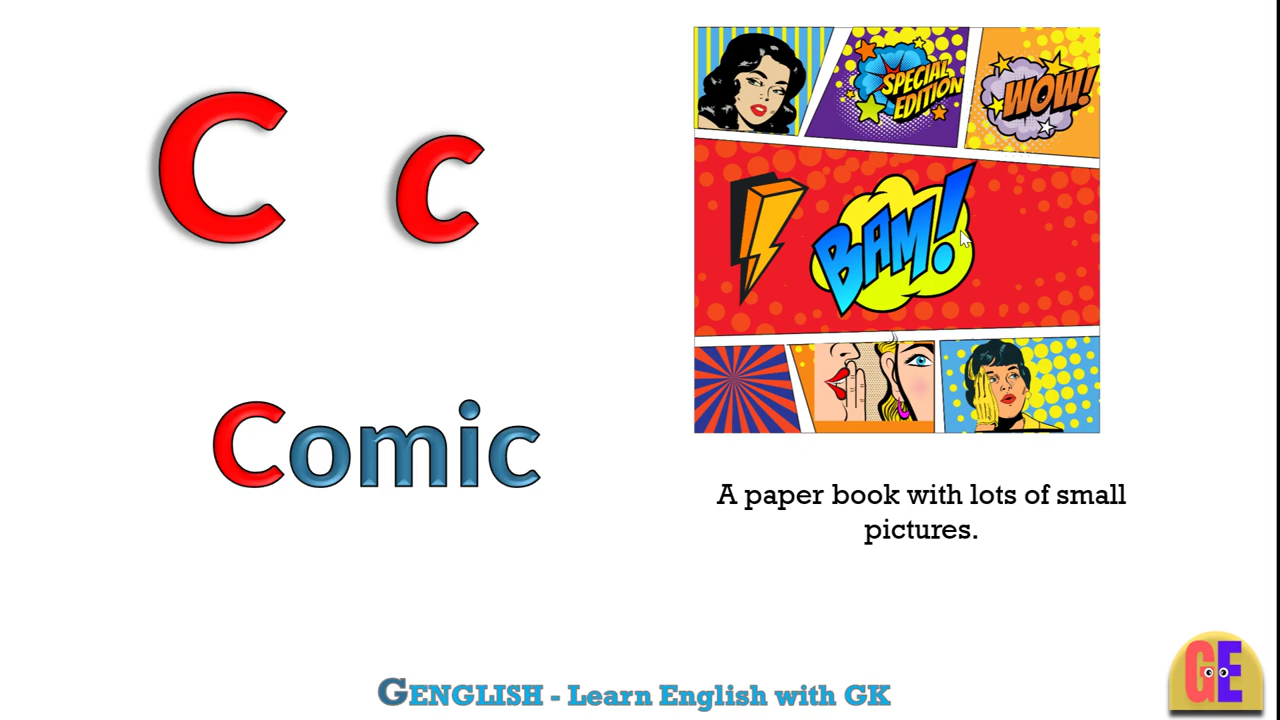 C c
SPECIAL
EDITION
WOW!
BAM!
Comic
A paper book with lots of small
pictures.
GENGLISH - Learn English with GK
GE